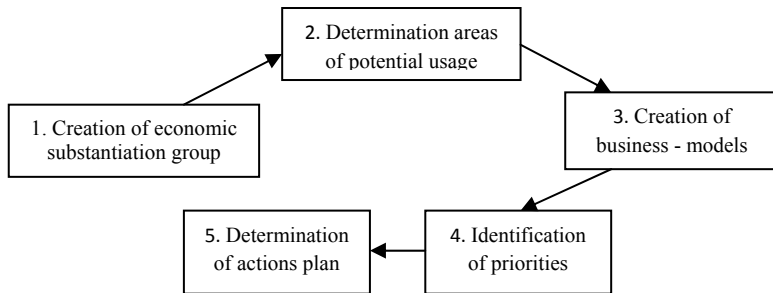 1. Creation of economic
substantiation group
2. Determination areas
of potential usage
3. Creation of
business - models
4. Identification
of priorities
5. Determination
of actions plan